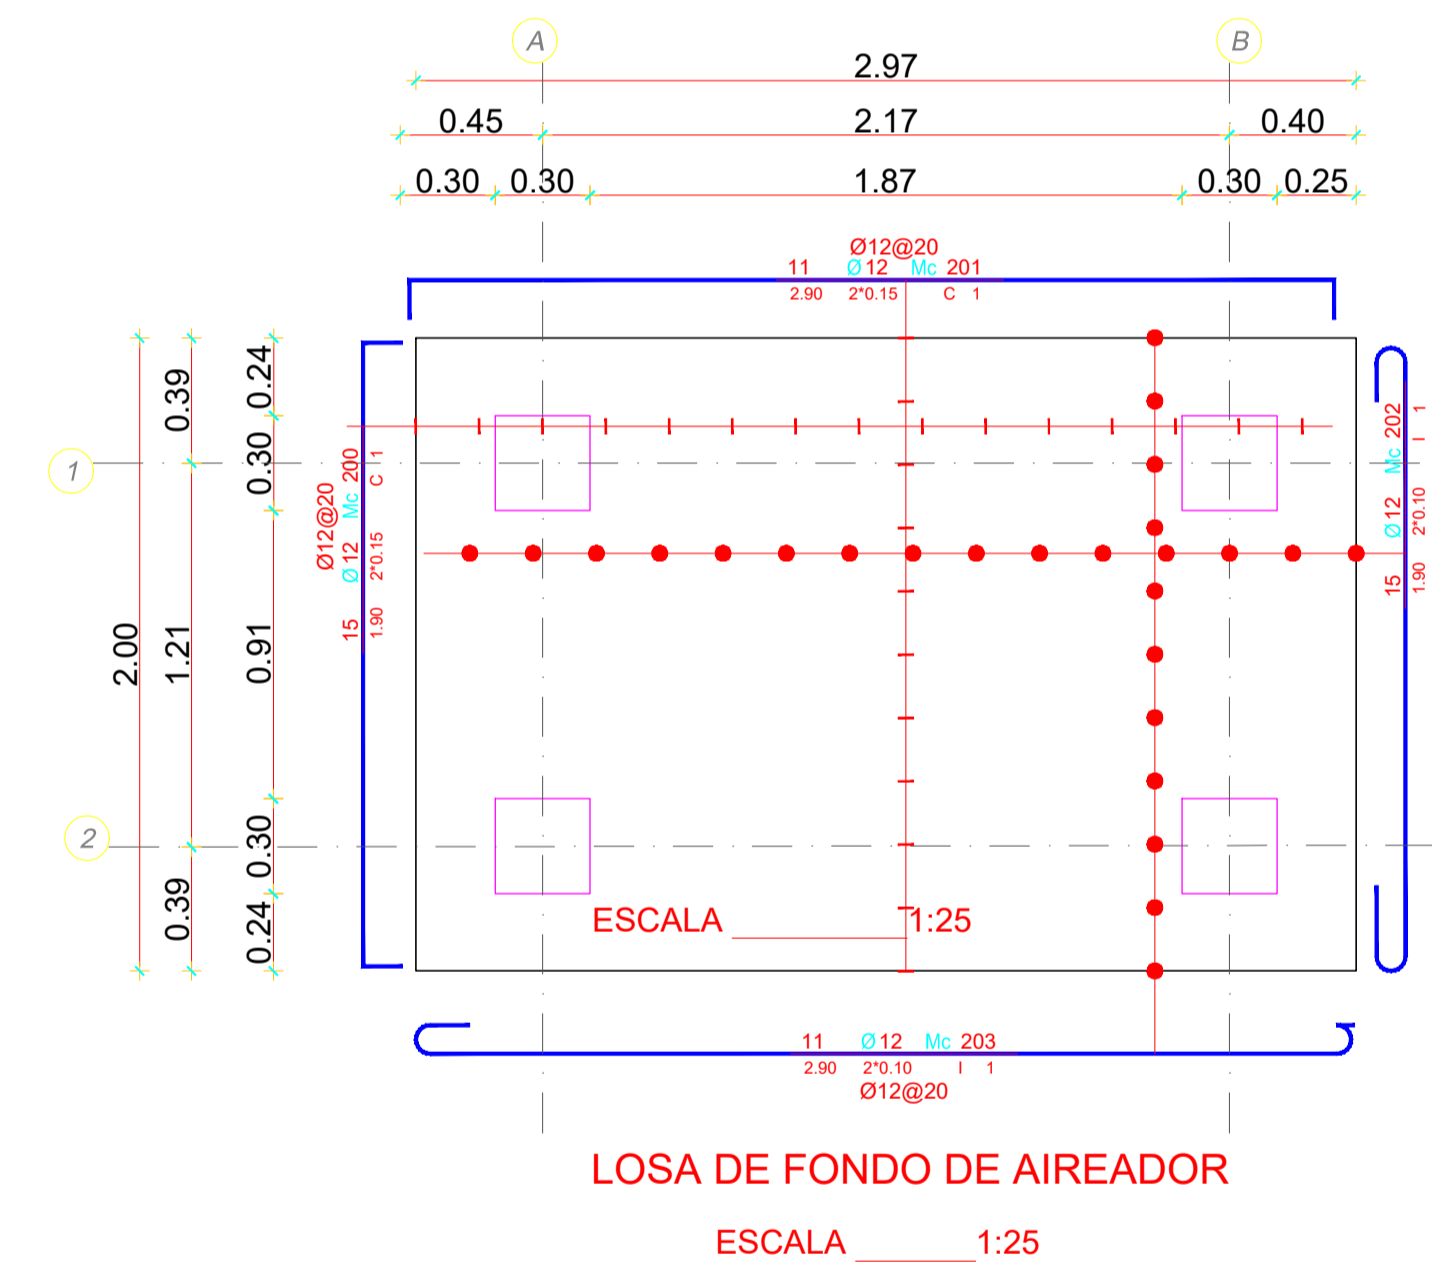 A
B
2.97
0.45
2.17
0.40
0.30
0.30
1.87
0.30
0.25
Ø12@20
11 Ø12 Mc 201
2.90 2*0.15 C 1
2.00
0.39
1.21
0.39
0.24
0.30
0.91
0.30
0.24
1
2
Ø12@20
15 Ø12 Mc 200
1.90 2*0.15 C 1
15 Ø12 Mc 202
1.90 2*0.10 I 1
ESCALA 1:25
11 Ø12 Mc 203
2.90 2*0.10 I 1
Ø12@20
LOSA DE FONDO DE AIREADOR
ESCALA 1:25